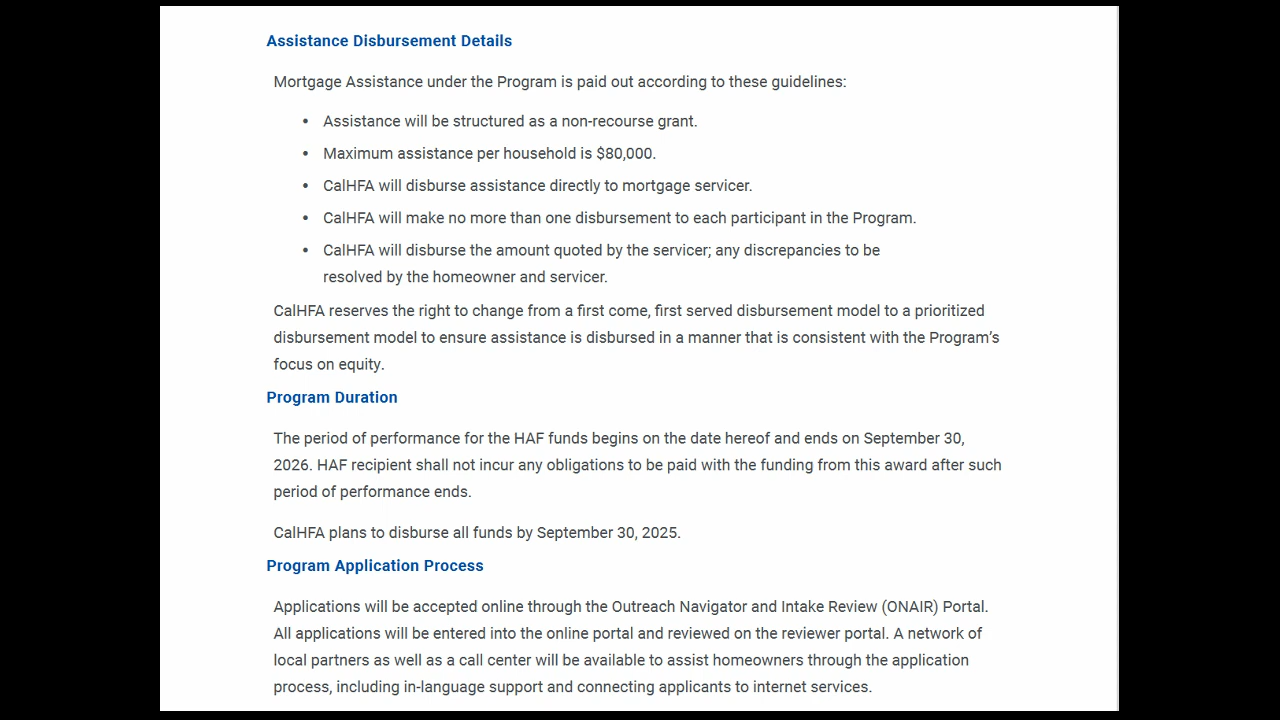 Assistance Disbursement Details
Mortgage Assistance under the Program is paid out according to these guidelines:
• Assistance will be structured as a non-recourse grant.
• Maximum assistance per household is $80,000.
• CalHFA will disburse assistance directly to mortgage servicer.
• CalHFA will make no more than one disbursement to each participant in the Program.
• CalHFA will disburse the amount quoted by the servicer; any discrepancies to be
resolved by the homeowner and servicer.
CalHFA reserves the right to change from a first come, first served disbursement model to a prioritized
disbursement model to ensure assistance is disbursed in a manner that is consistent with the Program’s
focus on equity.
Program Duration
The period of performance for the HAF funds begins on the date hereof and ends on September 30,
2026. HAF recipient shall not incur any obligations to be paid with the funding from this award after such
period of performance ends.
CalHFA plans to disburse all funds by September 30, 2025.
Program Application Process
Applications will be accepted online through the Outreach Navigator and Intake Review (ONAIR) Portal.
All applications will be entered into the online portal and reviewed on the reviewer portal. A network of
local partners as well as a call center will be available to assist homeowners through the application
process, including in-language support and connecting applicants to internet services.